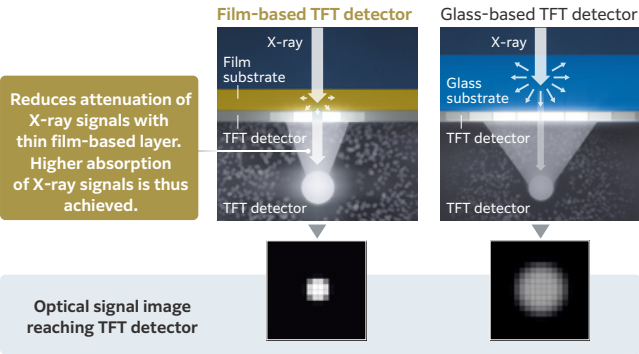 Film-based TFT detector
Glass-based TFT detector
X-ray
Film
substrate
TFT detector
TFT detector
X-ray
Glass
substrate
TFT detector
TFT detector
Reduces attenuation of
X-ray signals with
thin film-based layer.
Higher absorption
of X-ray signals is thus
achieved.
Optical signal image
reaching TFT detector